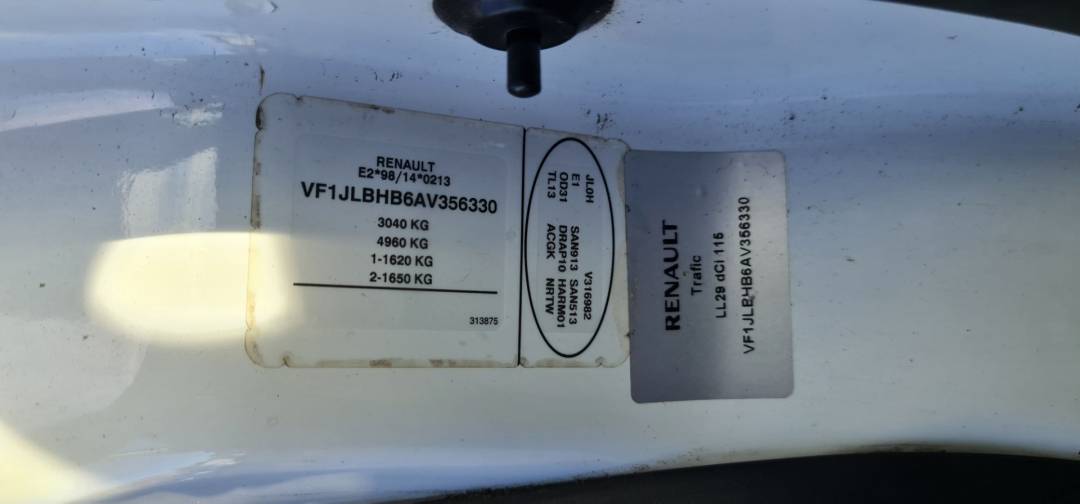 RENAULT
E2*98/14*0213
VF1JLBHB6AV356330
3040 KG
4960 KG
1-1620 KG
2-1650 KG
313875
JL0H V316982
E1 SAN913 SAN513
OD31 DRAP10 HARM01
TL13 ACGK NRTW
RENAULT
Trafic
LL29 dCi 115
VF1JLBHB6AV356330